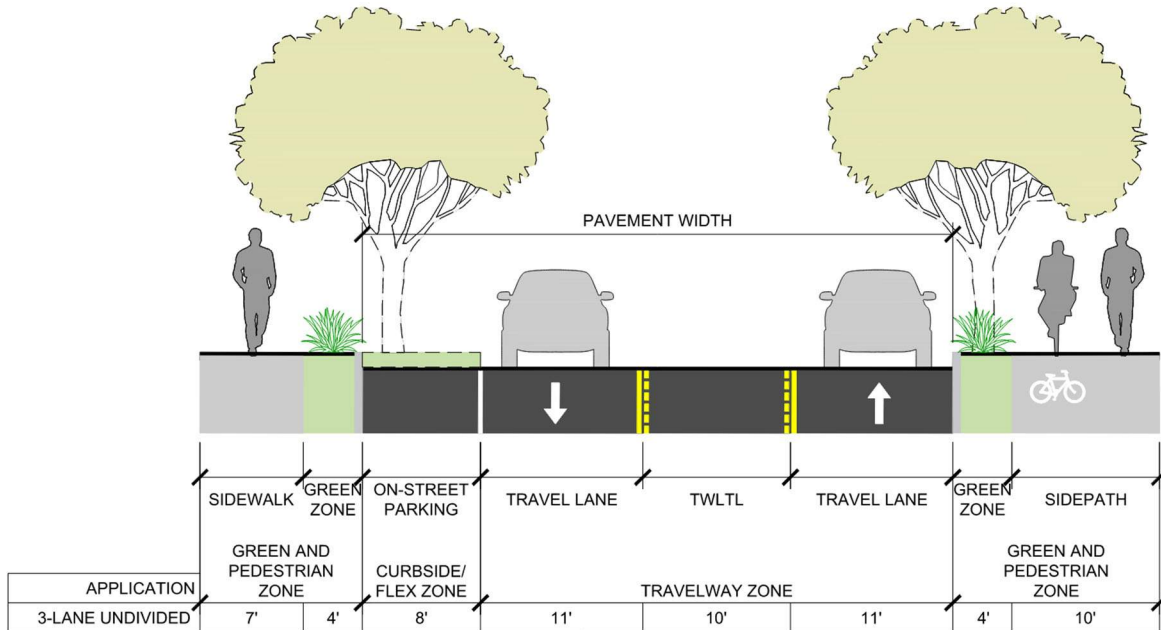 PAVEMENT WIDTH
SIDEWALK
GREEN
ZONE
ON-STREET
PARKING
TRAVEL LANE
TWLTL
TRAVEL LANE
GREEN
ZONE
SIDEPATH
GREEN AND
PEDESTRIAN
ZONE
CURBSIDE/
FLEX ZONE
TRAVELWAY ZONE
GREEN AND
PEDESTRIAN
ZONE
APPLICATION
3-LANE UNDIVIDED 7' 4' 8' 11' 10' 11' 4' 10'